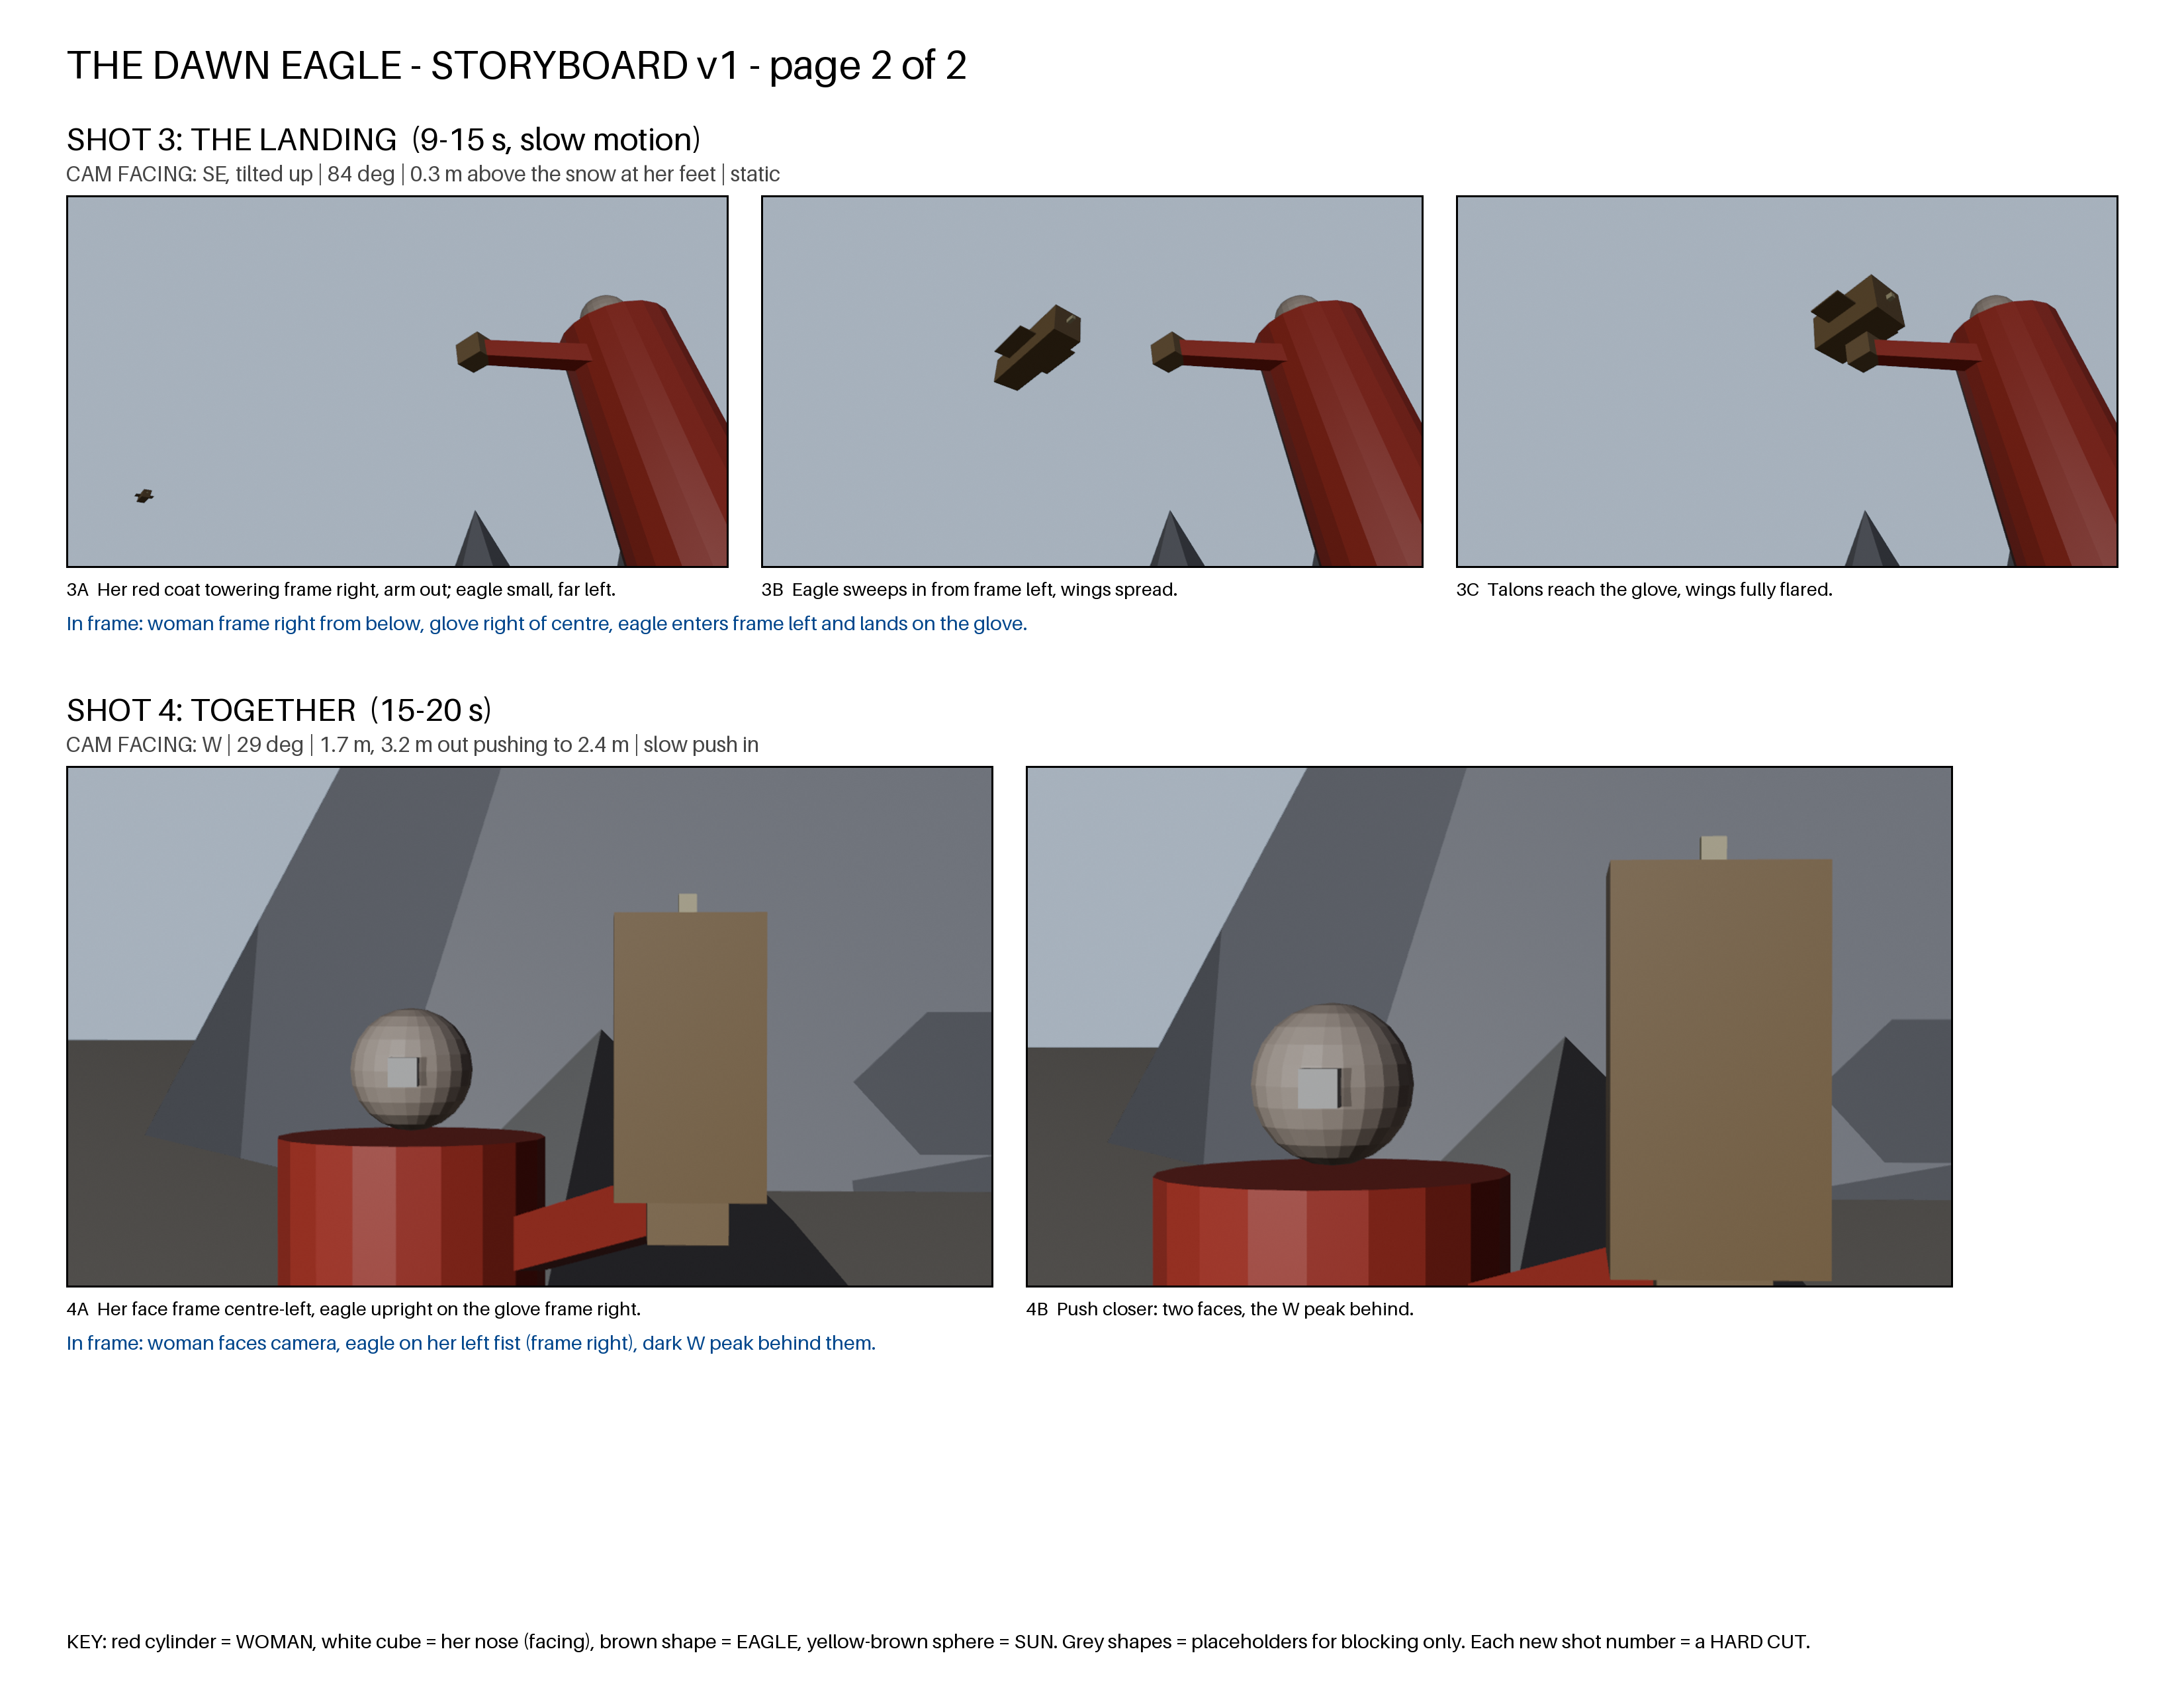 THE DAWN EAGLE - STORYBOARD v1 - page 2 of 2
SHOT 3: THE LANDING (9-15 s, slow motion)
CAM FACING: SE, tilted up | 84 deg | 0.3 m above the snow at her feet | static
3A Her red coat towering frame right, arm out; eagle small, far left.
3B Eagle sweeps in from frame left, wings spread.
3C Talons reach the glove, wings fully flared.
In frame: woman frame right from below, glove right of centre, eagle enters frame left and lands on the glove.
SHOT 4: TOGETHER (15-20 s)
CAM FACING: W | 29 deg | 1.7 m, 3.2 m out pushing to 2.4 m | slow push in
4A Her face frame centre-left, eagle upright on the glove frame right.
4B Push closer: two faces, the W peak behind.
In frame: woman faces camera, eagle on her left fist (frame right), dark W peak behind them.
KEY: red cylinder = WOMAN, white cube = her nose (facing), brown shape = EAGLE, yellow-brown sphere = SUN. Grey shapes = placeholders for blocking only. Each new shot number = a HARD CUT.